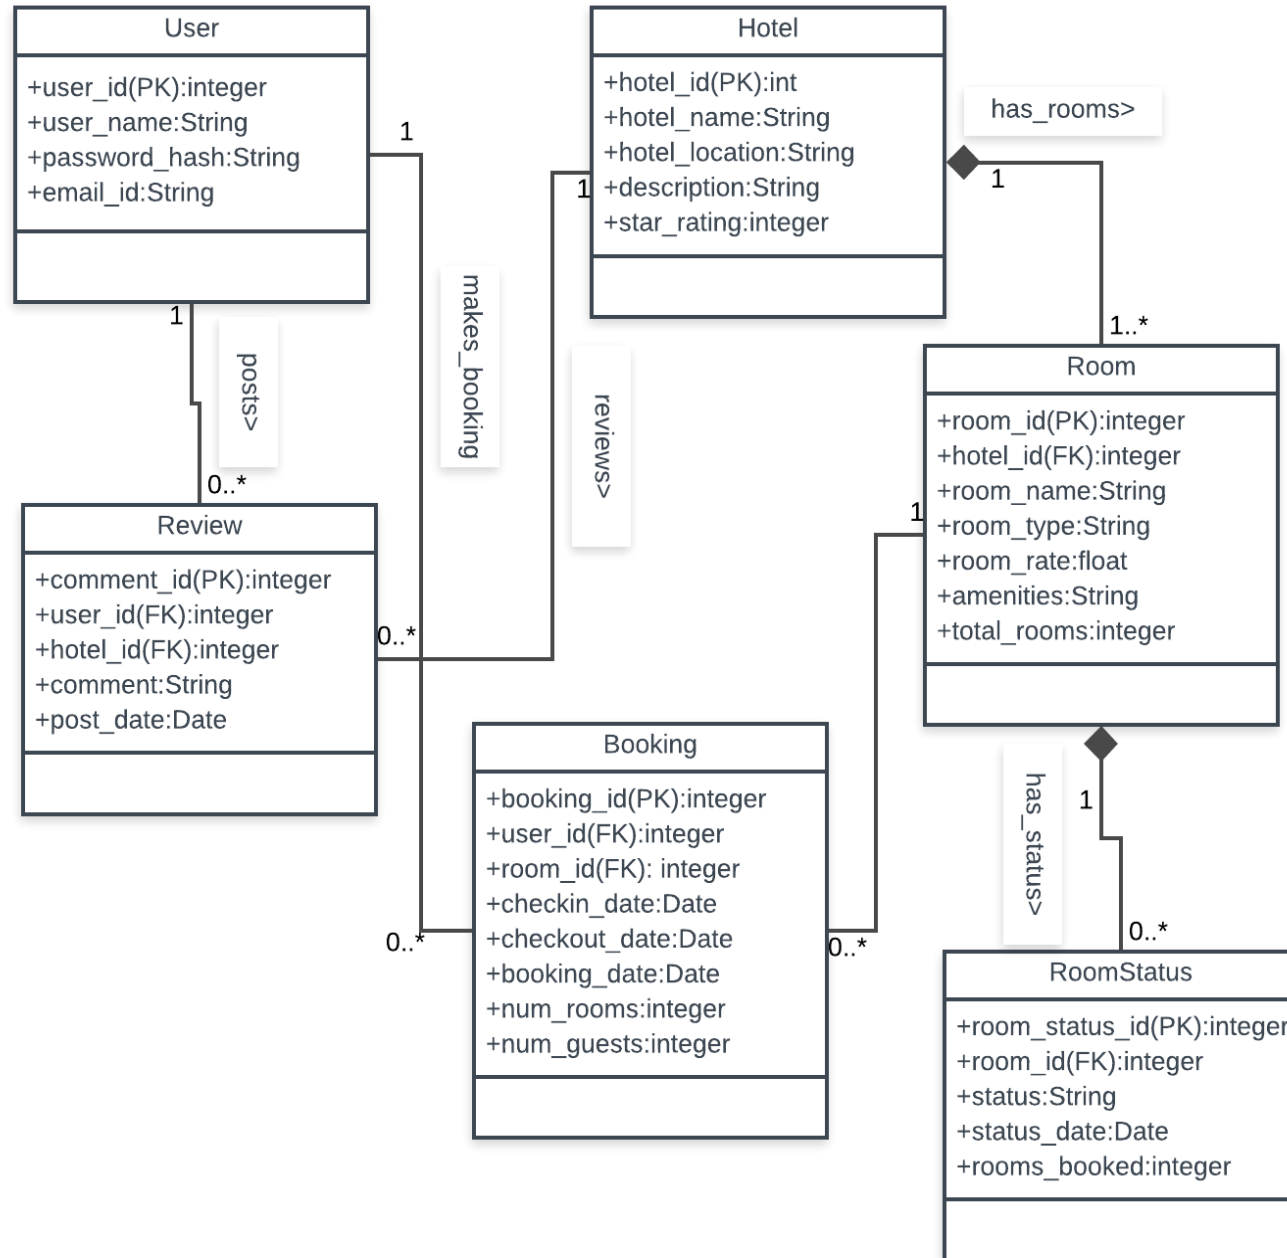 User
+user_id(PK):integer
+user_name:String
+password_hash:String
+email_id:String
1
1
posts>
0..*
makes_booking
Hotel
+hotel_id(PK):int
+hotel_name:String
+hotel_location:String
+description:String
+star_rating:integer
1
has_rooms>
1
1..*
reviews>
Review
+comment_id(PK):integer
+user_id(FK):integer
+hotel_id(FK):integer
+comment:String
+post_date:Date
0..*
Room
+room_id(PK):integer
+hotel_id(FK):integer
+room_name:String
+room_type:String
+room_rate:float
+amenities:String
+total_rooms:integer
1
Booking
+booking_id(PK):integer
+user_id(FK):integer
+room_id(FK): integer
+checkin_date:Date
+checkout_date:Date
+booking_date:Date
+num_rooms:integer
+num_guests:integer
0..*
0..*
has_status>
1
0..*
RoomStatus
+room_status_id(PK):integer
+room_id(FK):integer
+status:String
+status_date:Date
+rooms_booked:integer